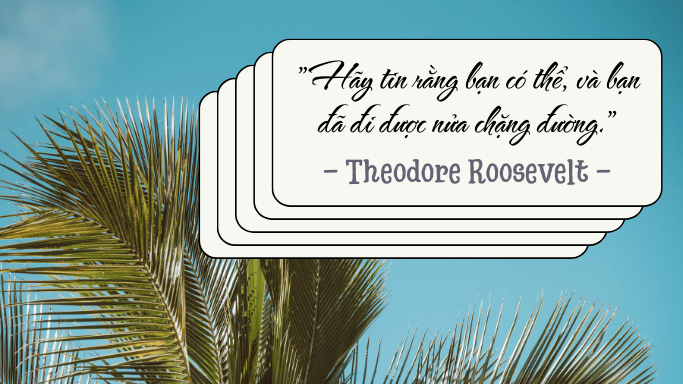 "Hãy tin rằng bạn có thể, và bạn
đã đi được nửa chặng đường."
– Theodore Roosevelt –